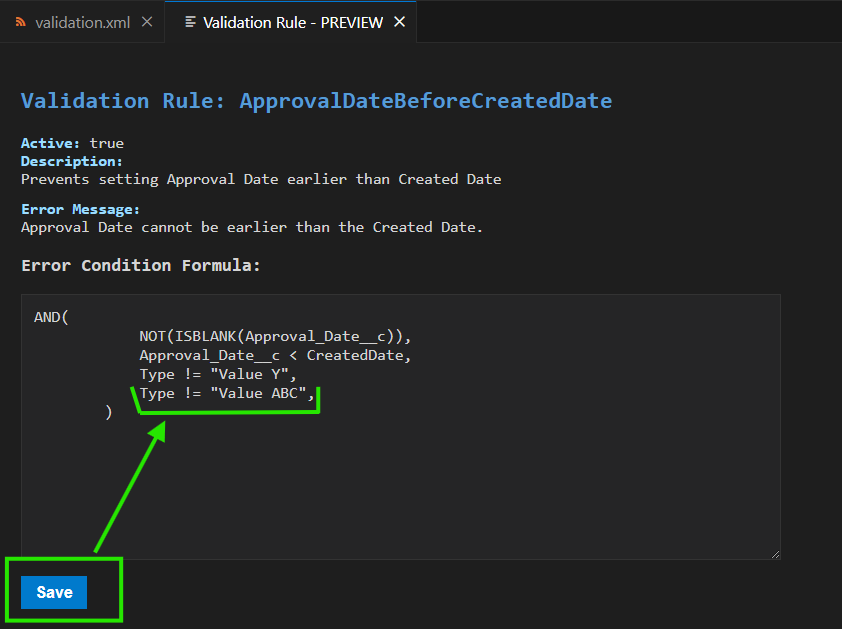 validation.xml
Validation Rule - PREVIEW
Validation Rule: ApprovalDateBeforeCreatedDate
Active: true
Description:
Prevents setting Approval Date earlier than Created Date
Error Message:
Approval Date cannot be earlier than the Created Date.
Error Condition Formula:
AND(
NOT(ISBLANK(Approval_Date__c)),
Approval_Date__c < CreatedDate,
Type != "Value Y",
Type != "Value ABC",
)
Save